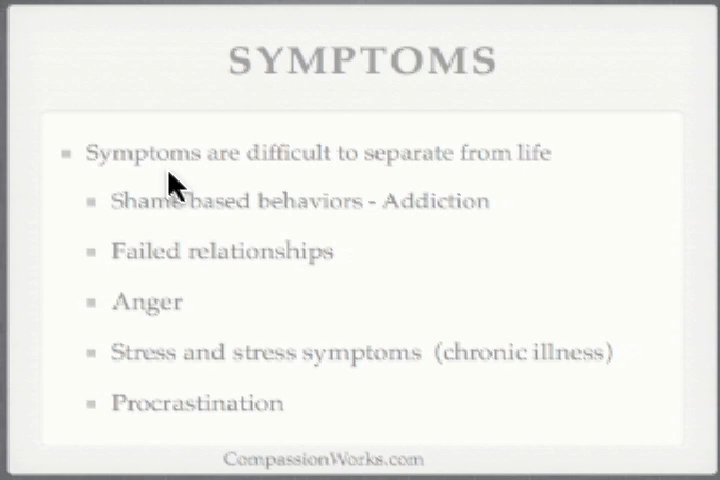 SYMPTOMS
Symptoms are difficult to separate from life
Shame based behaviors - Addiction
Failed relationships
Anger
Stress and stress symptoms (chronic illness)
Procrastination
CompassionWorks.com